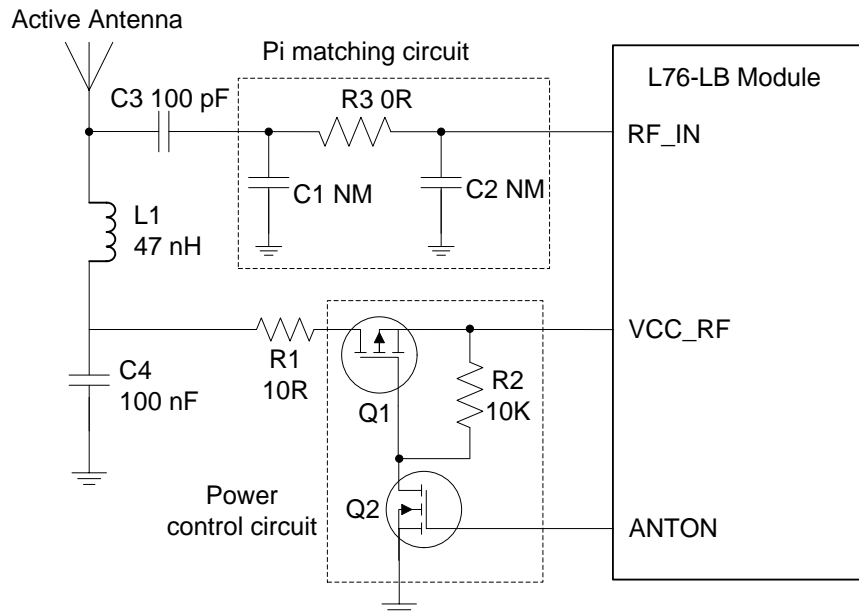 Active Antenna
Pi matching circuit
L76-LB Module
C3 100 pF
R3 0R
RF_IN
C1 NM
C2 NM
L1
47 nH
VCC_RF
R1
10R
C4
100 nF
R2
10K
Q1
Power
control circuit
Q2
ANTON